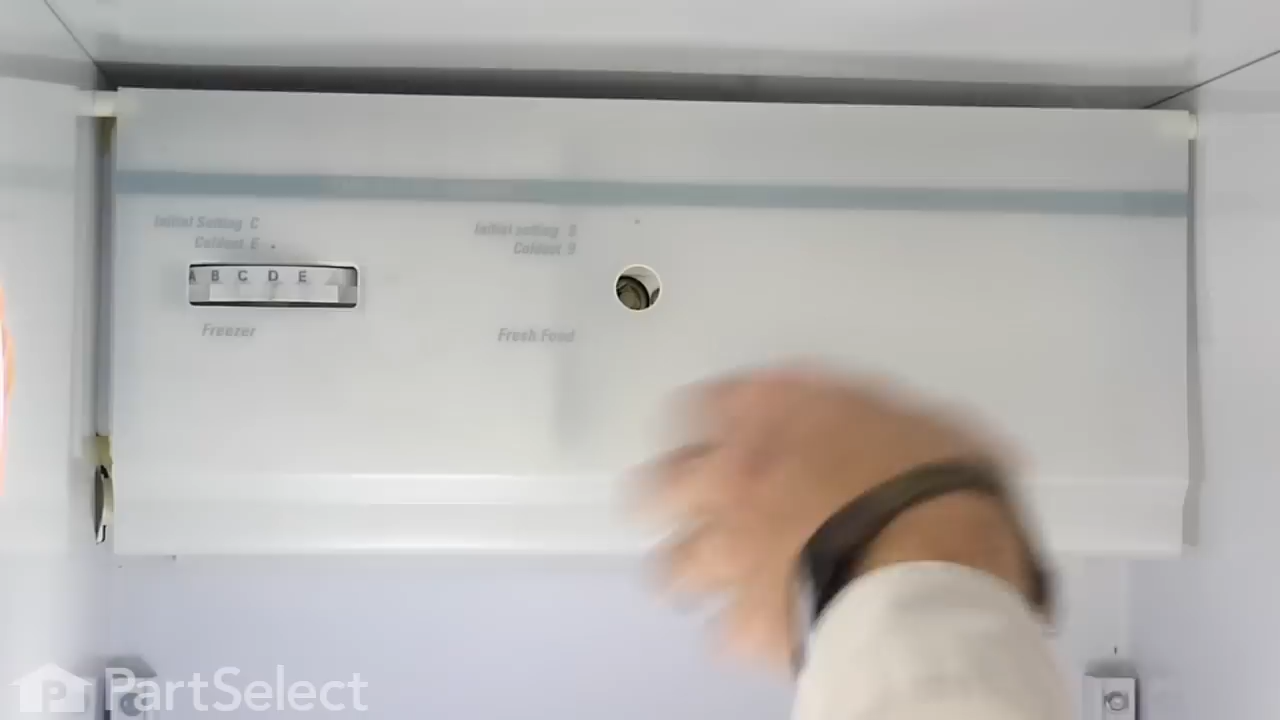 Initial Setting C
Coldest E
A B C D E
Freezer
Initial setting 5
Coldest 9
Fresh Food
PartSelect